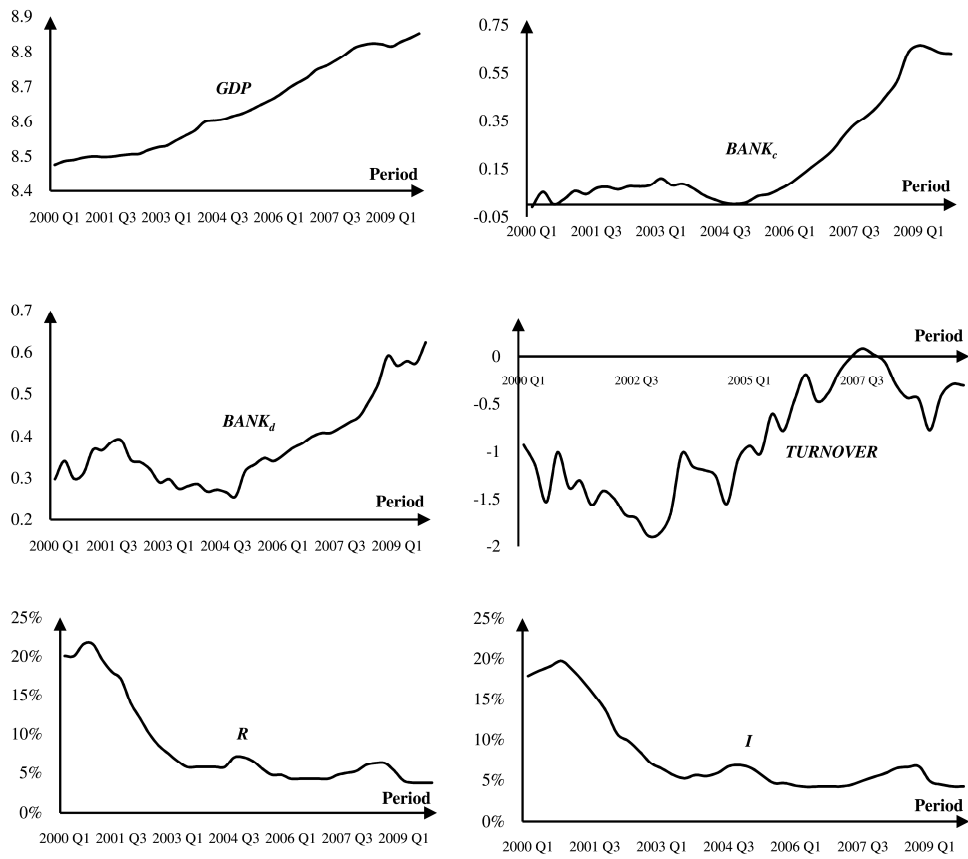 8.9
8.8
8.7
8.6
8.5
8.4
GDP
Period
2000 Q1 2001 Q3 2003 Q1 2004 Q3 2006 Q1 2007 Q3 2009 Q1
0.75
0.55
0.35
0.15
-0.05
BANKc
Period
2000 Q1 2001 Q3 2003 Q1 2004 Q3 2006 Q1 2007 Q3 2009 Q1
0.7
0.6
0.5
0.4
0.3
0.2
BANKd
Period
2000 Q1 2001 Q3 2003 Q1 2004 Q3 2006 Q1 2007 Q3 2009 Q1
Period
0
-0.5
-1
-1.5
-2
2000 Q1 2002 Q3 2005 Q1 2007 Q3
TURNOVER
25%
20%
15%
10%
5%
0%
R
Period
2000 Q1 2001 Q3 2003 Q1 2004 Q3 2006 Q1 2007 Q3 2009 Q1
25%
20%
15%
10%
5%
0%
I
Period
2000 Q1 2001 Q3 2003 Q1 2004 Q3 2006 Q1 2007 Q3 2009 Q1